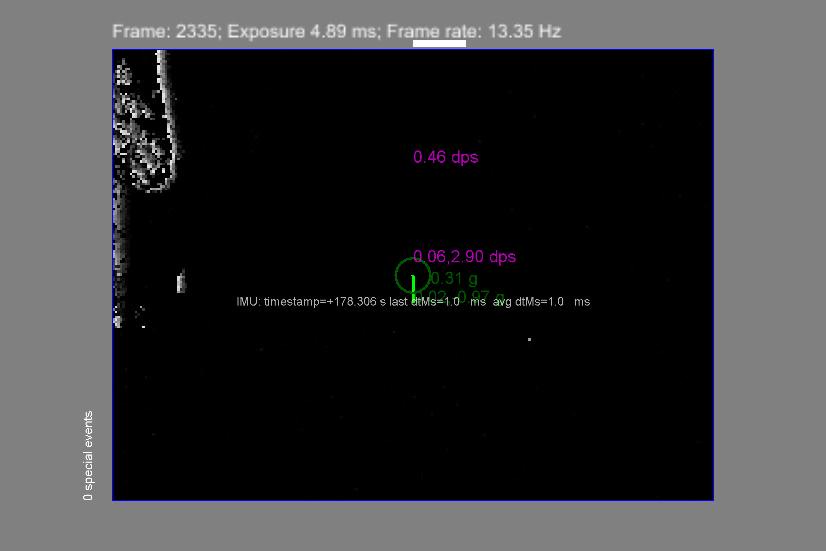 Frame: 2335; Exposure 4.89 ms; Frame rate: 13.35 Hz
0.46 dps
0.06,2.90 dps
0.31 g
0.97 g
IMU: timestamp=+178.306 s last dtMs=1.0 ms avg dtMs=1.0 ms
0 special events